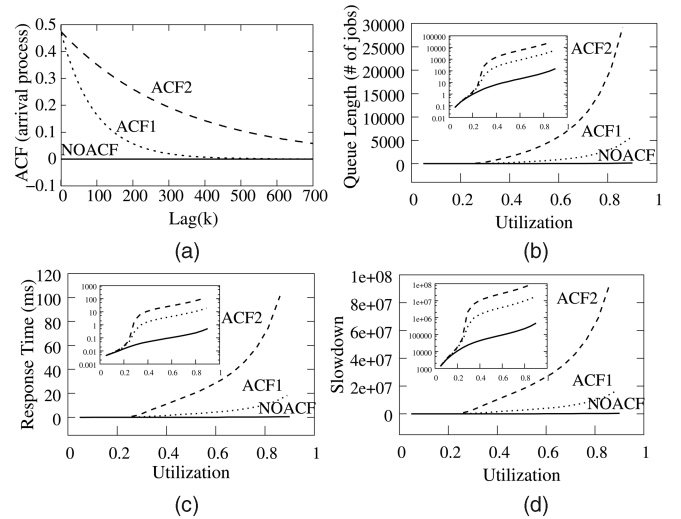 0.5
0.4
0.3
0.2
0.1
0
−0.1
ACF (arrival process)
ACF2
ACF1
NOACF
0 100 200 300 400 500 600 700
Lag(k)
(a)
30000
25000
20000
15000
10000
5000
0
Queue Length (# of jobs)
100000
10000
1000
100
10
1
0.1
0.01
0 0.2 0.4 0.6 0.8 1
ACF2
ACF1
NOACF
0 0.2 0.4 0.6 0.8 1
Utilization
(b)
120
100
80
60
40
20
0
Response Time (ms)
1000
100
10
1
0.1
0.01
0.001
0 0.2 0.4 0.6 0.8 1
ACF2
ACF1
NOACF
0 0.2 0.4 0.6 0.8 1
Utilization
(c)
1e+08
8e+07
6e+07
4e+07
2e+07
0
Slowdown
1e+08
1e+07
1e+06
100000
10000
1000
0 0.2 0.4 0.6 0.8 1
ACF2
ACF1
NOACF
0 0.2 0.4 0.6 0.8 1
Utilization
(d)